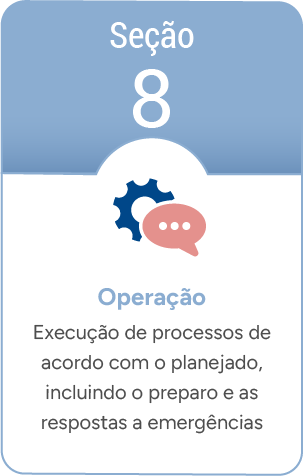 Seção
8
Operação
Execução de processos de
acordo com o planejado,
incluindo o preparo e as
respostas a emergências